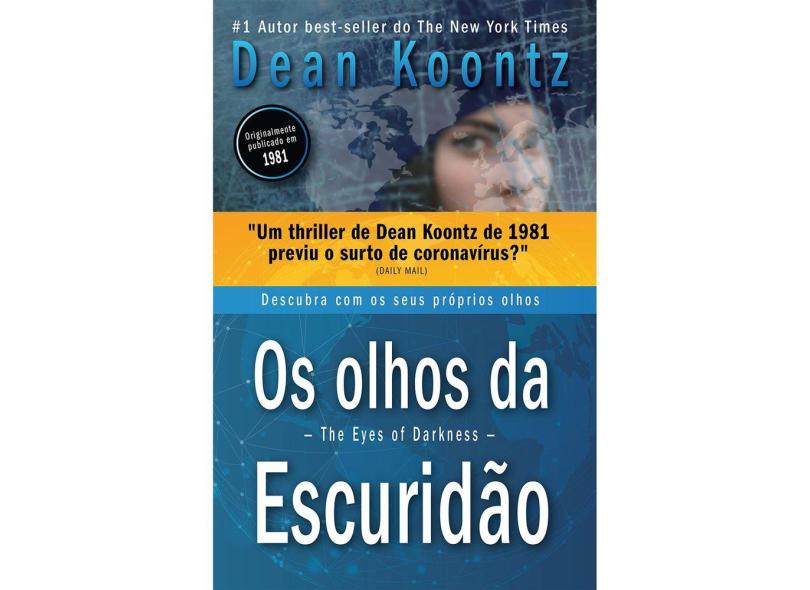 #1 Autor best-seller do The New York Times
Dean Koontz
Originalmente
publicado em
1981
"Um thriller de Dean Koontz de 1981
previu o surto de coronavírus?"
(DAILY MAIL)
Descubra com os seus próprios olhos
Os olhos da
– The Eyes of Darkness –
Escuridão